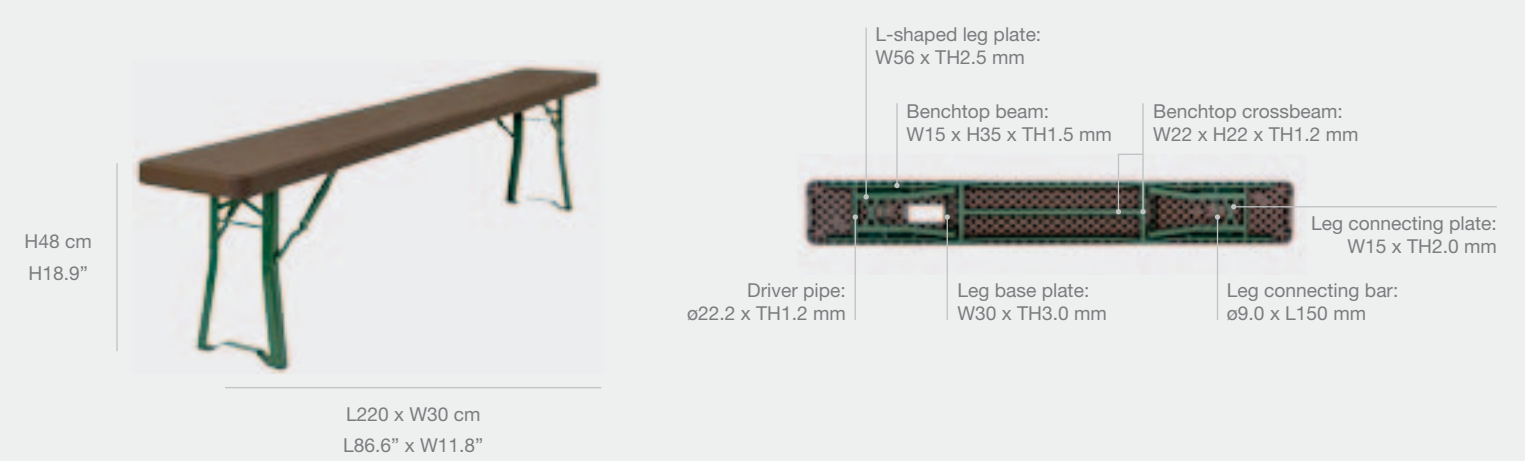 H48 cm
H18.9”
L220 x W30 cm
L86.6” x W11.8”
L-shaped leg plate:
W56 x TH2.5 mm
Benchtop beam:
W15 x H35 x TH1.5 mm
Benchtop crossbeam:
W22 x H22 x TH1.2 mm
Leg connecting plate:
W15 x TH2.0 mm
Driver pipe:
ø22.2 x TH1.2 mm
Leg base plate:
W30 x TH3.0 mm
Leg connecting bar:
ø9.0 x L150 mm